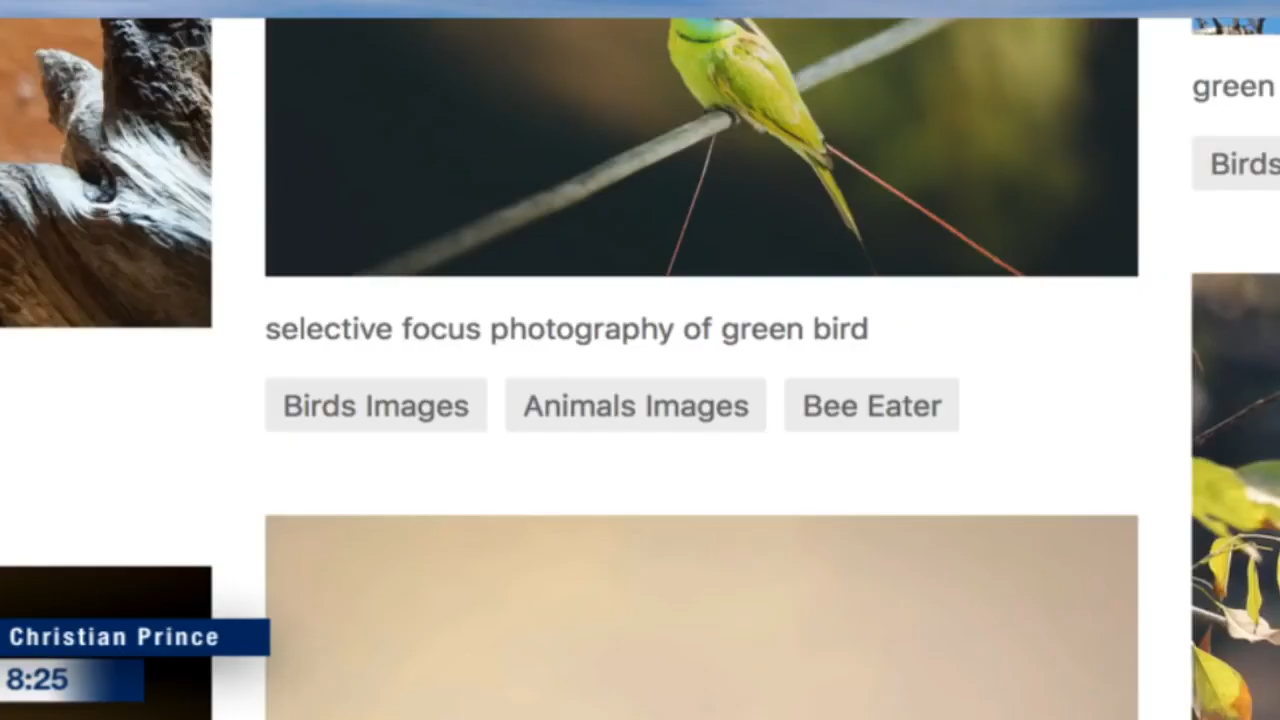 green
Birds
selective focus photography of green bird
Birds Images
Animals Images
Bee Eater
Christian Prince
8:25